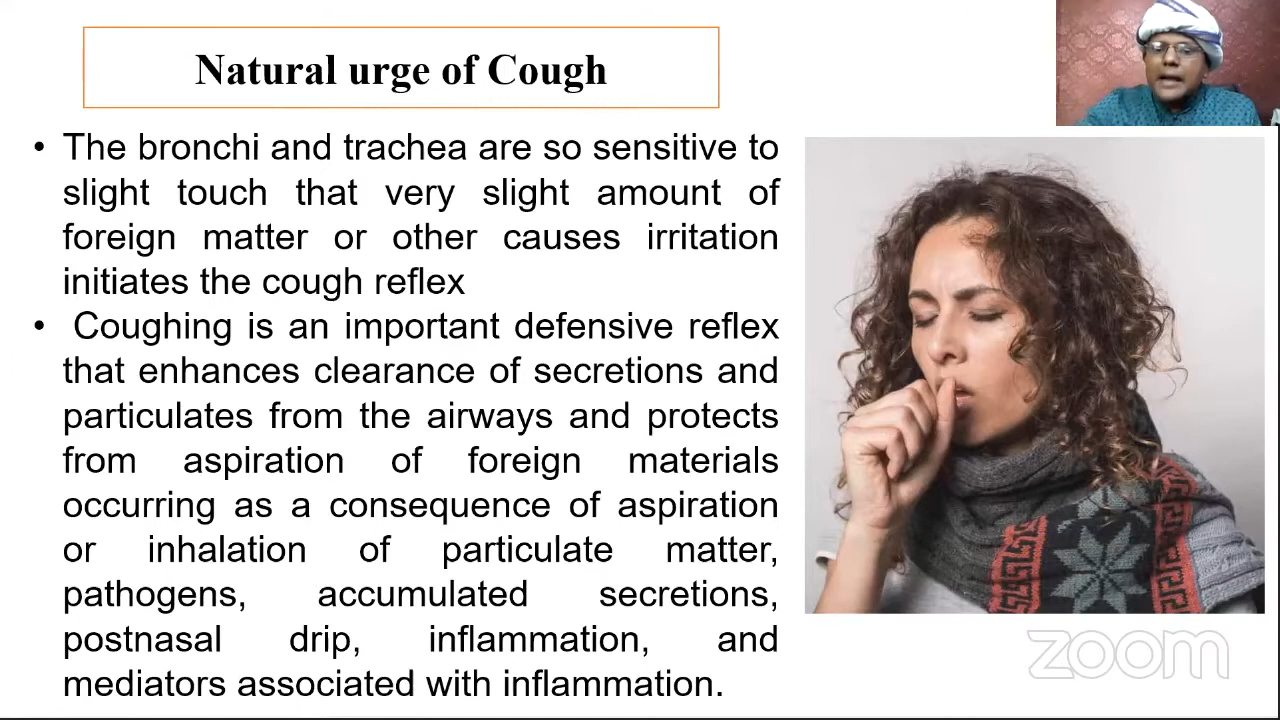 Natural urge of Cough
• The bronchi and trachea are so sensitive to
slight touch that very slight amount of
foreign matter or other causes irritation
initiates the cough reflex
• Coughing is an important defensive reflex
that enhances clearance of secretions and
particulates from the airways and protects
from aspiration of foreign materials
occurring as a consequence of aspiration
or inhalation of particulate matter,
pathogens, accumulated secretions,
postnasal drip, inflammation, and
mediators associated with inflammation.
zoom